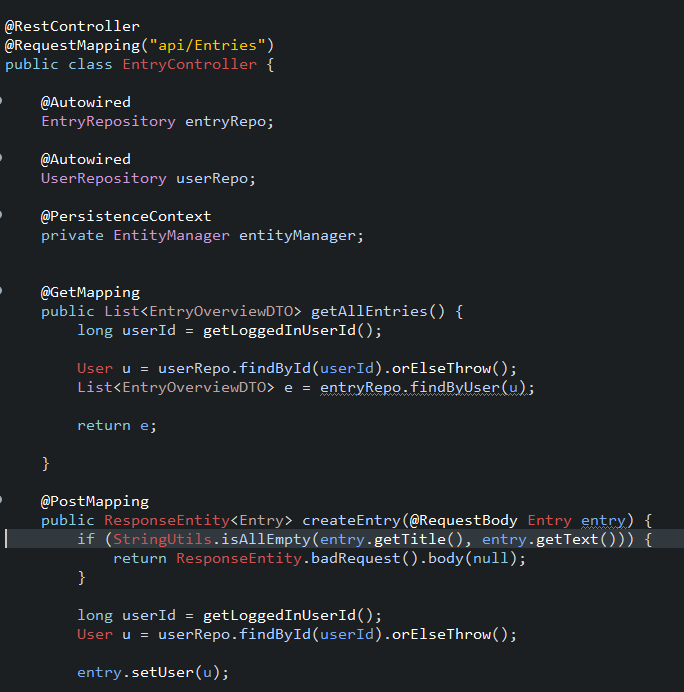 @RestController
@RequestMapping("api/Entries")
public class EntryController {
@Autowired
EntryRepository entryRepo;
@Autowired
UserRepository userRepo;
@PersistenceContext
private EntityManager entityManager;
@GetMapping
public List<EntryOverviewDTO> getAllEntries() {
long userId = getLoggedInUserId();
User u = userRepo.findById(userId).orElseThrow();
List<EntryOverviewDTO> e = entryRepo.findByUser(u);
return e;
}
@PostMapping
public ResponseEntity<Entry> createEntry(@RequestBody Entry entry) {
if (StringUtils.isAllEmpty(entry.getTitle(), entry.getText())) {
return ResponseEntity.badRequest().body(null);
}
long userId = getLoggedInUserId();
User u = userRepo.findById(userId).orElseThrow();
entry.setUser(u);